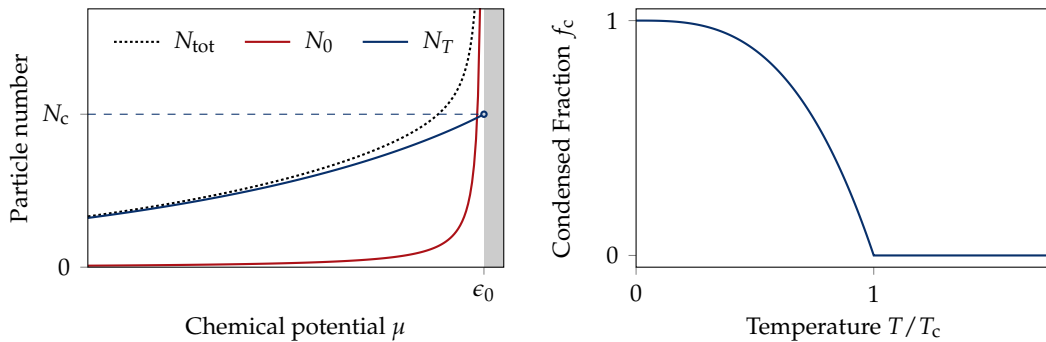 N_tot N_0 N_T
Particle number
N_c
0
ϵ_0
Chemical potential μ
Condensed Fraction f_c
1
0
0 1
Temperature T/T_c